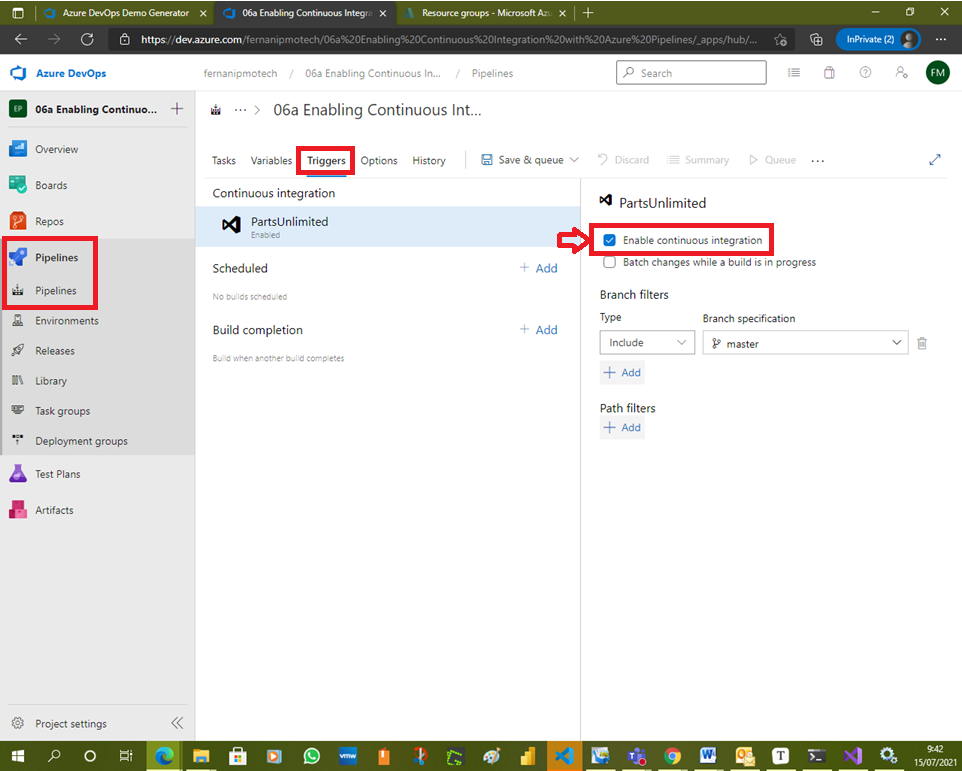 Azure DevOps Demo Generator
06a Enabling Continuous Integra
Resource groups - Microsoft Az
https://dev.azure.com/fernanipmotech/06a%20Enabling%20Continuous%20Integration%20with%20Azure%20Pipelines/_apps/hub/...
InPrivate (2)
Azure DevOps
fernanipmotech / 06a Enabling Continuous In... / Pipelines
Search
FM
EP
06a Enabling Continuo...
Overview
Boards
Repos
Pipelines
Pipelines
Environments
Releases
Library
Task groups
Deployment groups
Test Plans
Artifacts
Project settings
... > 06a Enabling Continuous Int...
Tasks Variables Triggers Options History Save & queue Discard Summary Queue ...
Continuous integration
PartsUnlimited
Enabled
Scheduled
+ Add
No builds scheduled
Build completion
+ Add
Build when another build completes
PartsUnlimited
Enable continuous integration
Batch changes while a build is in progress
Branch filters
Type
Branch specification
Include
master
+ Add
Path filters
+ Add
vmw
W
T
9:42
15/07/2021